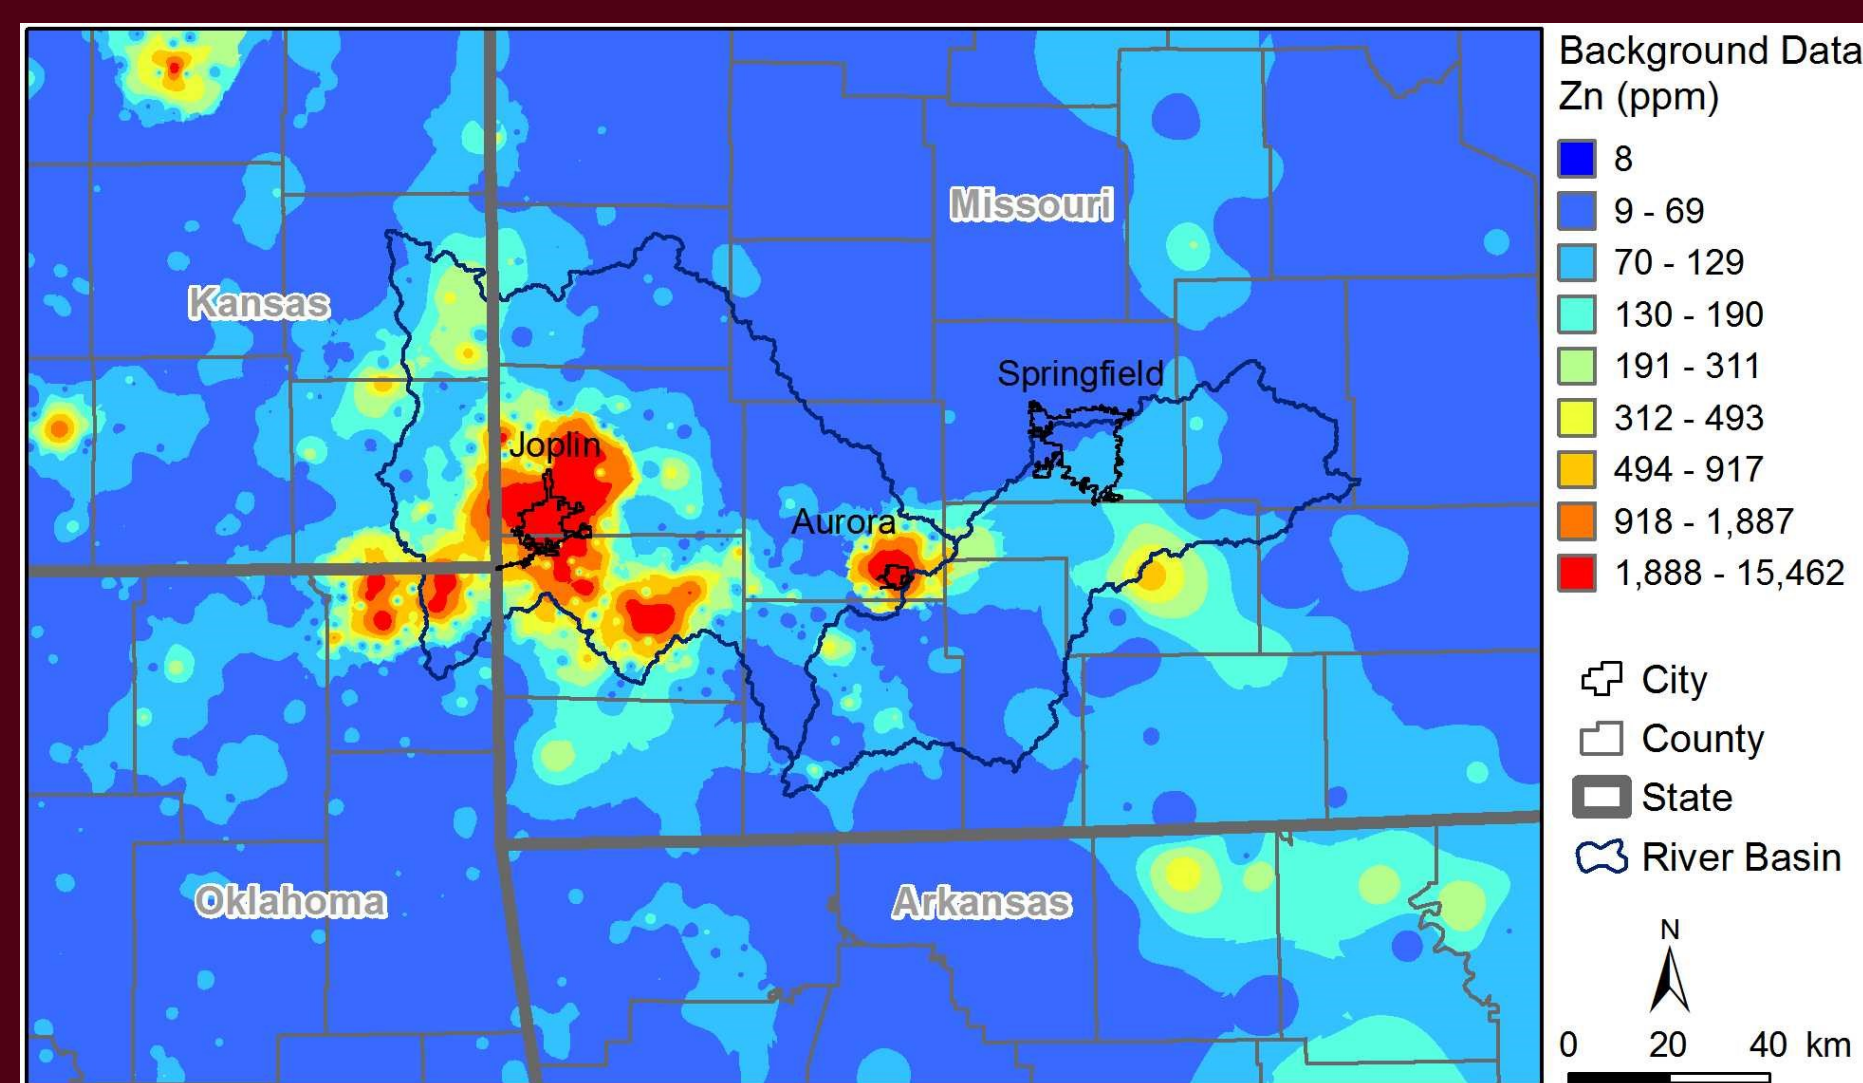 Background Data
Zn (ppm)
8
9 - 69
70 - 129
130 - 190
191 - 311
312 - 493
494 - 917
918 - 1,887
1,888 - 15,462
City
County
State
River Basin
N
0 20 40 km
Missouri
Kansas
Springfield
Joplin
Aurora
Oklahoma
Arkansas